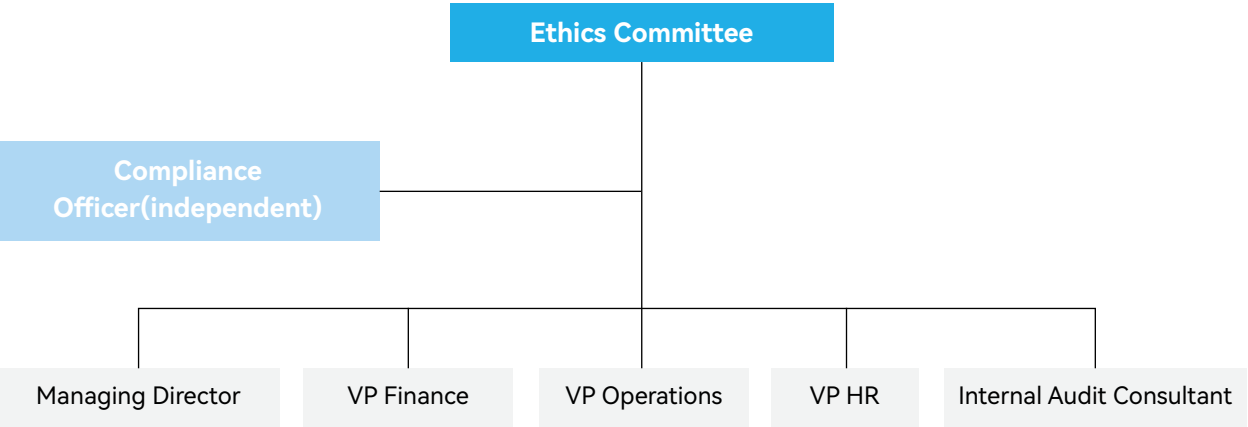 Ethics Committee
Compliance
Officer(independent)
Managing Director
VP Finance
VP Operations
VP HR
Internal Audit Consultant